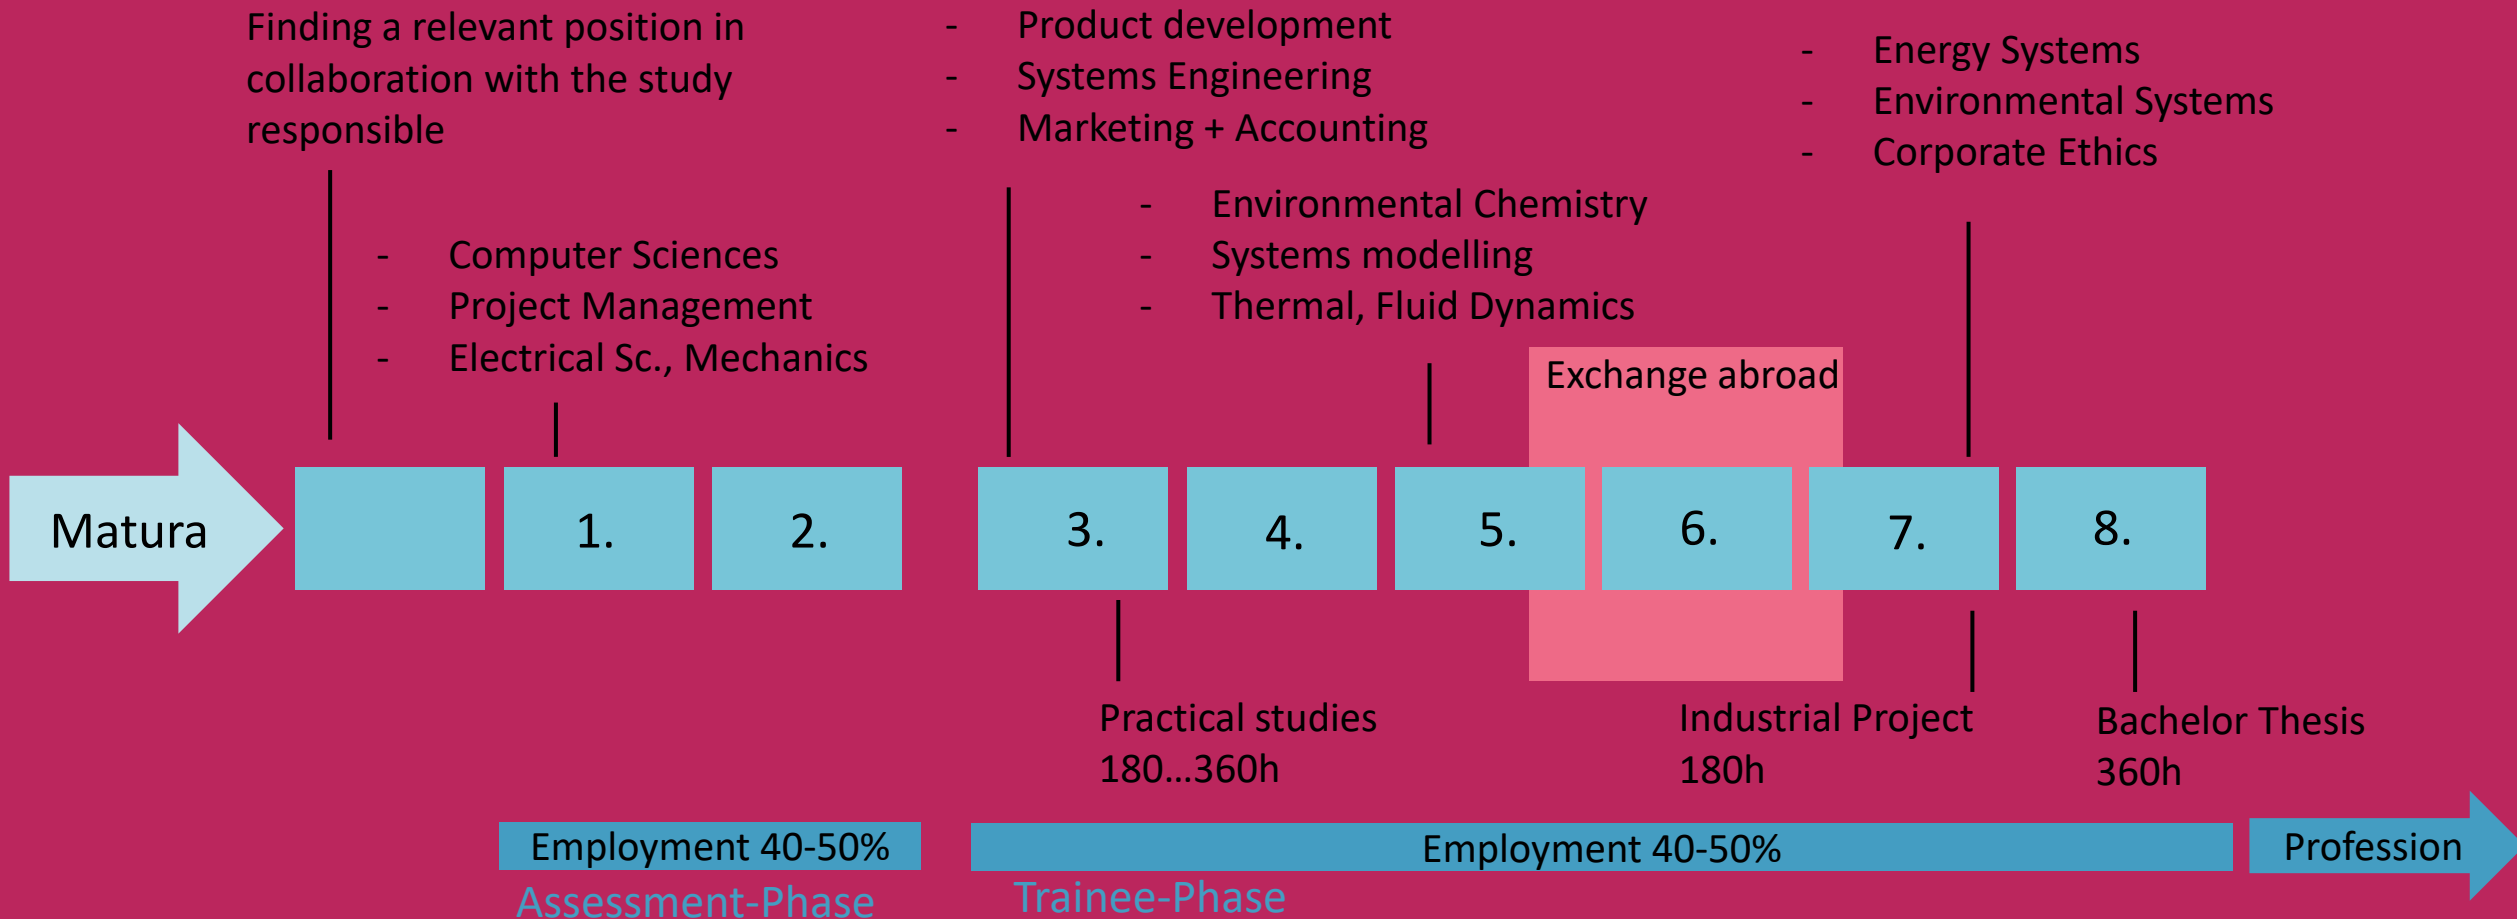 Finding a relevant position in
collaboration with the study
responsible
- Computer Sciences
- Project Management
- Electrical Sc., Mechanics
- Product development
- Systems Engineering
- Marketing + Accounting
- Environmental Chemistry
- Systems modelling
- Thermal, Fluid Dynamics
- Energy Systems
- Environmental Systems
- Corporate Ethics
Exchange abroad
Matura
1.
2.
3.
4.
5.
6.
7.
8.
Practical studies
180...360h
Industrial Project
180h
Bachelor Thesis
360h
Employment 40-50%
Employment 40-50%
Profession
Assessment-Phase
Trainee-Phase